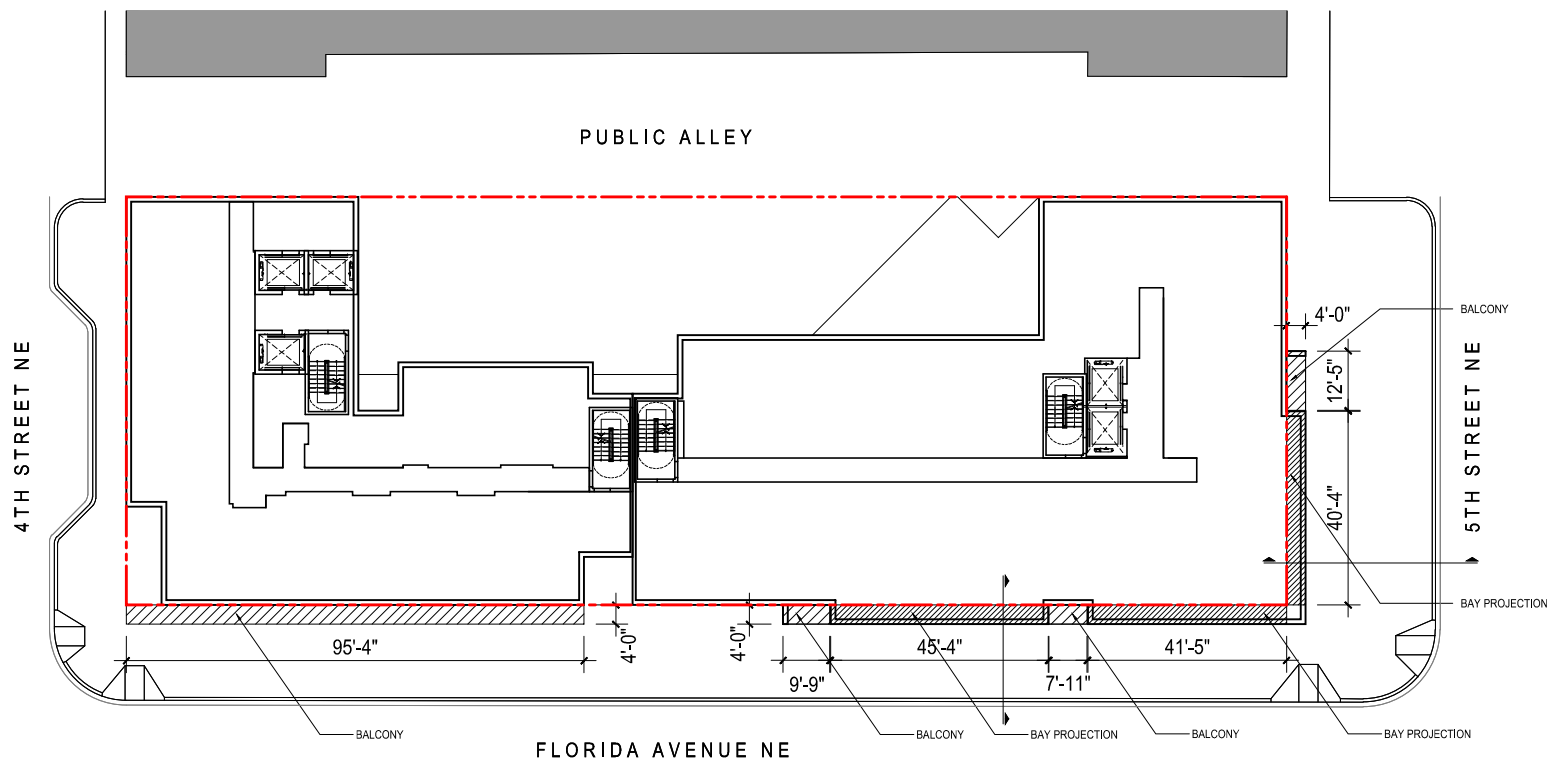 PUBLIC ALLEY
4'-0"
BALCONY
4TH STREET NE
12'-5"
5TH STREET NE
40'-4"
BAY PROJECTION
95'-4"
4'-0"
4'-0"
45'-4"
41'-5"
9'-9"
7'-11"
BALCONY
BALCONY
BAY PROJECTION
BALCONY
BAY PROJECTION
FLORIDA AVENUE NE